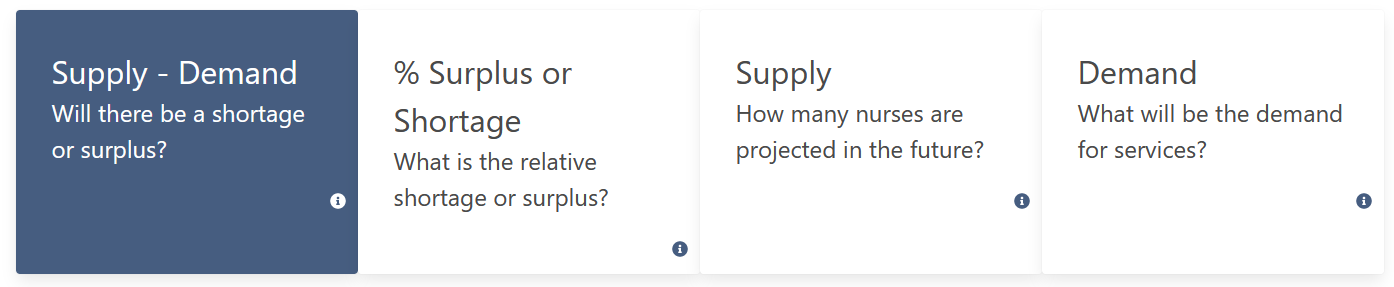 Supply - Demand
Will there be a shortage
or surplus?
% Surplus or
Shortage
What is the relative
shortage or surplus?
Supply
How many nurses are
projected in the future?
Demand
What will be the demand
for services?